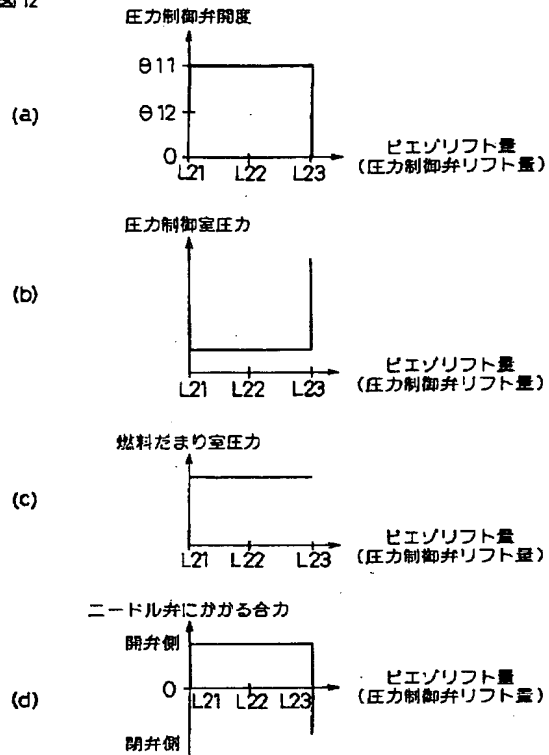 図12
圧力制御弁開度
θ11
(a)
θ12
0
L21 L22 L23
ピエゾリフト量
(圧力制御弁リフト量)
圧力制御室圧力
(b)
L21 L22 L23
ピエゾリフト量
(圧力制御弁リフト量)
燃料だまり室圧力
(c)
L21 L22 L23
ピエゾリフト量
(圧力制御弁リフト量)
ニードル弁にかかる合力
開弁側
(d)
0
L21 L22 L23
ピエゾリフト量
(圧力制御弁リフト量)
閉弁側